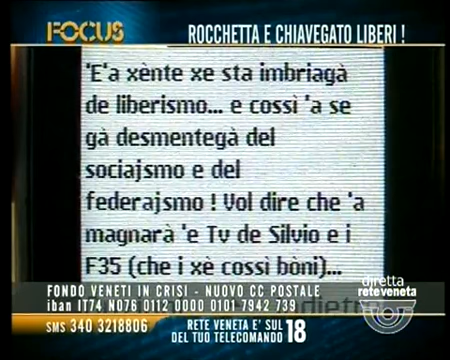 FOCUS
ROCCHETTA E CHIAVEGATO LIBERI !
'E'a xènte xe sta imbriagà
de liberismo... e cossì 'a se
gà desmentegà del
sociajsmo e del
federajsmo ! Vol dire che 'a
magnarà 'e Tv de Silvio e i
F35 (che i xè cossì bòni)...
diretta
reteveneta
FONDO VENETI IN CRISI - NUOVO CC POSTALE
iban IT74 N076 0112 0000 0101 7942 739
SMS 340 3218806
RETE VENETA E' SUL
DEL TUO TELECOMANDO
18